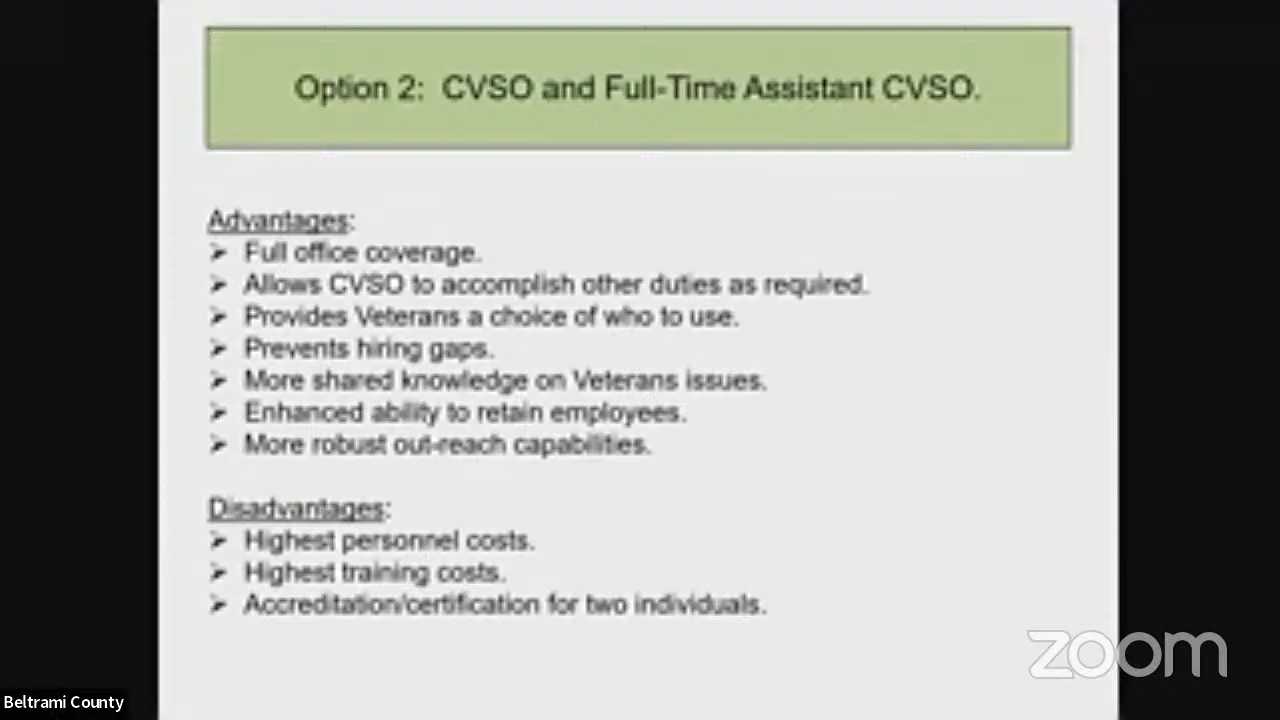 Option 2: CVSO and Full-Time Assistant CVSO.
Advantages:
➢ Full office coverage.
➢ Allows CVSO to accomplish other duties as required.
➢ Provides Veterans a choice of who to use.
➢ Prevents hiring gaps.
➢ More shared knowledge on Veterans issues.
➢ Enhanced ability to retain employees.
➢ More robust out-reach capabilities.
Disadvantages:
➢ Highest personnel costs.
➢ Highest training costs.
➢ Accreditation/certification for two individuals.
zoom
Beltrami County